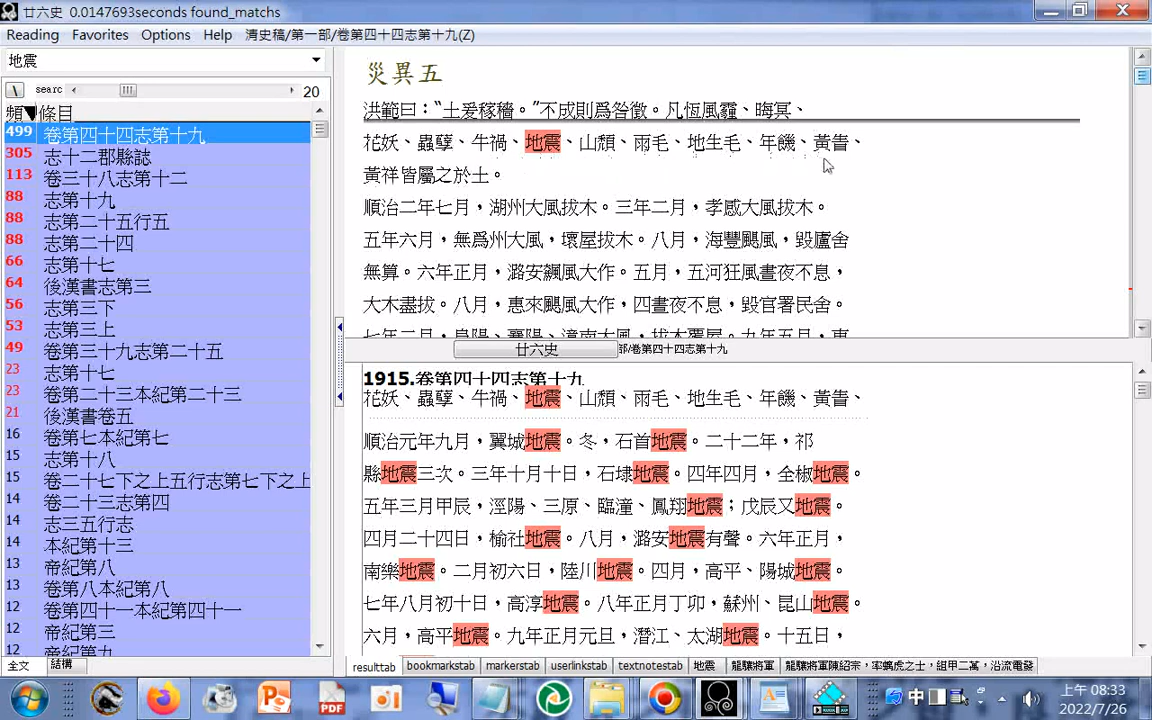 廿六史 0.0147693seconds found_matchs
Reading Favorites Options Help 清史稿/第一部/卷第四十四志第十九(Z)
地震
\ searc 20
頻 條目
499 卷第四十四志第十九
305 志十二郡縣誌
113 卷三十八志第十二
88 志第十九
88 志第二十五行五
88 志第二十四
66 志第十七
64 後漢書志第三
56 志第三下
53 志第三上
49 卷第三十九志第二十五
23 志第十七
23 卷第二十三本紀第二十三
21 後漢書卷五
16 卷第七本紀第七
15 志第十八
15 卷二十七下之上五行志第七下之上
14 卷第二十三志第四
14 志三五行志
14 本紀第十三
13 帝紀第八
13 卷第八本紀第八
12 卷第四十一本紀第四十一
12 帝紀第三
12 帝紀第九
全文 結構
災異五
洪範曰：“土爰稼穡。”不成則爲咎徵。凡恆風霾、晦冥、
花妖、蟲孽、牛禍、地震、山頹、雨毛、地生毛、年饑、黃眚、
黃祥皆屬之於土。
順治二年七月，湖州大風拔木。三年二月，孝感大風拔木。
五年六月，無爲州大風，壞屋拔木。八月，海豐颶風，毀廬舍
無算。六年正月，潞安飆風大作。五月，五河狂風晝夜不息，
大木盡拔。八月，惠來颶風大作，四晝夜不息，毀官署民舍。
廿六史 部/卷第四十四志第十九
1915.卷第四十四志第十九
花妖、蟲孽、牛禍、地震、山頹、雨毛、地生毛、年饑、黃眚、
順治元年九月，翼城地震。冬，石首地震。二十二年，祁
縣地震三次。三年十月十日，石埭地震。四年四月，全椒地震。
五年三月甲辰，涇陽、三原、臨潼、鳳翔地震；戊辰又地震。
四月二十四日，榆社地震。八月，潞安地震有聲。六年正月，
南樂地震。二月初六日，陸川地震。四月，高平、陽城地震。
七年八月初十日，高淳地震。八年正月丁卯，蘇州、昆山地震。
六月，高平地震。九年正月元旦，潛江、太湖地震。十五日，
resulttab bookmarkstab markerstab userlinkstab textnotestab 地震 龍驤將軍 龍驤將軍陳紹宗，率螭虎之士，組甲二萬，沿流電發
中 上午 08:33
2022/7/26